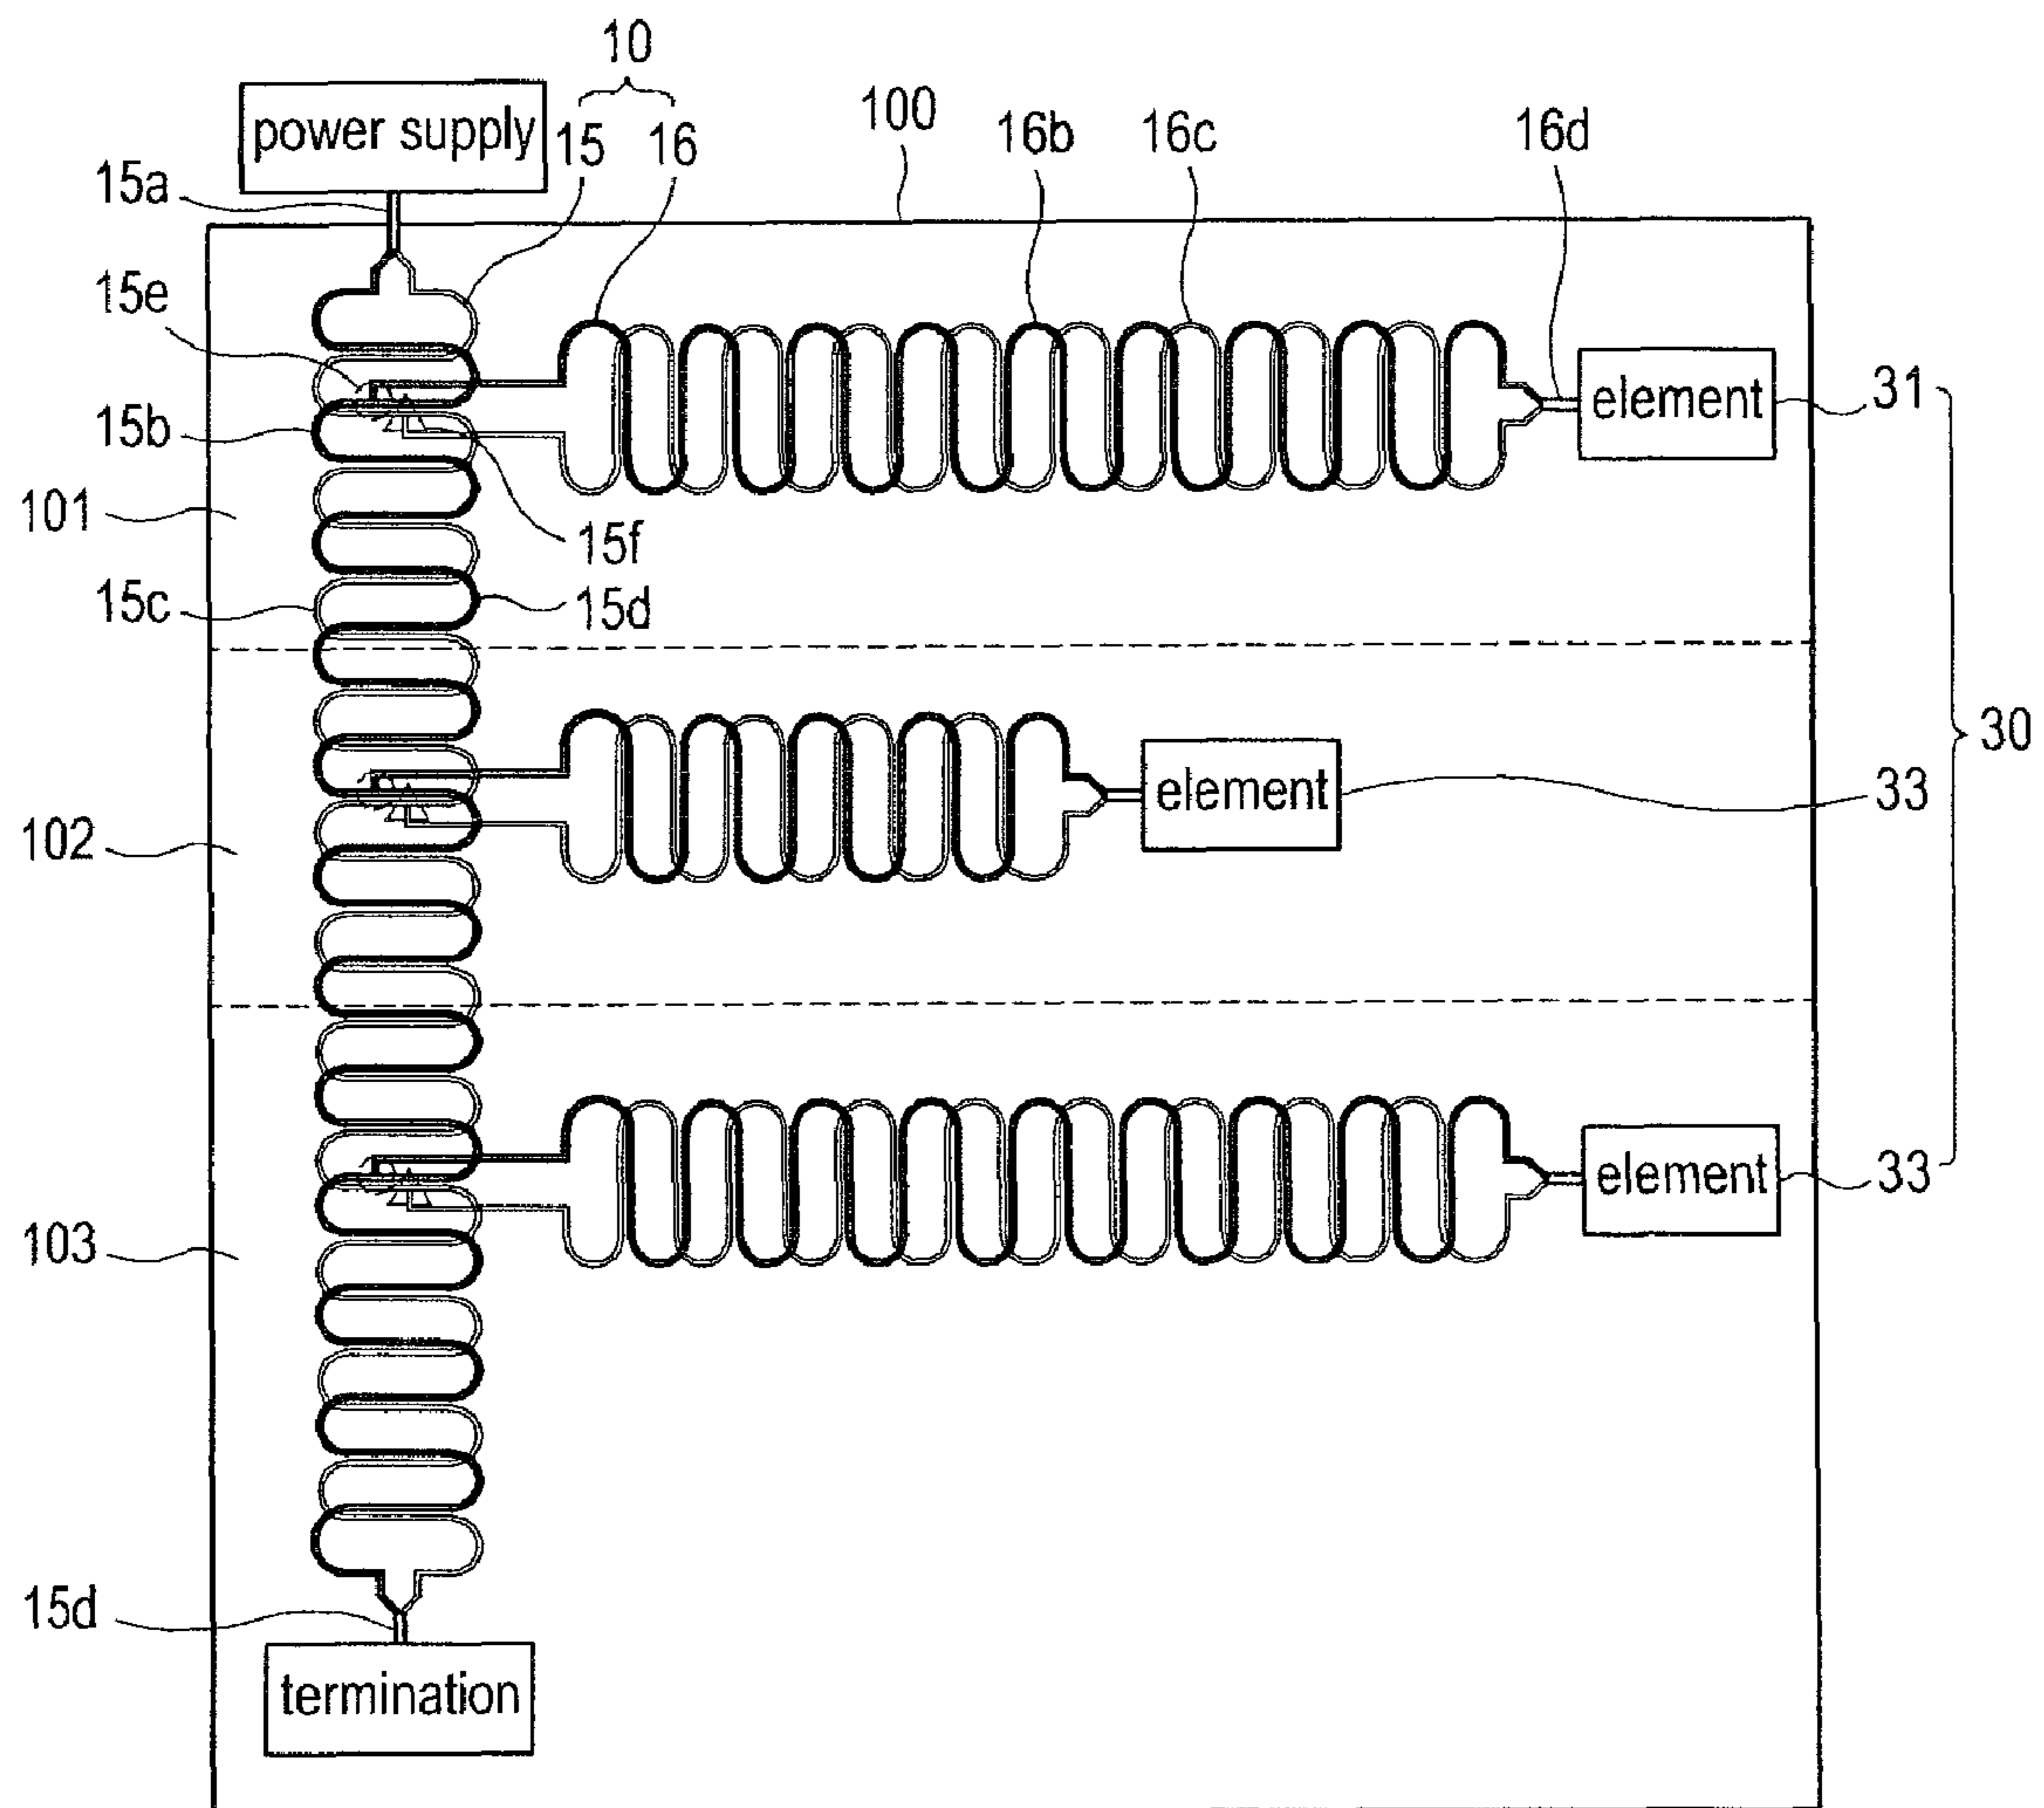 10
power supply
15
16
100
16b
16c
16d
15a
15e
15b
element
31
101
15f
15c
15d
30
element
33
102
element
33
103
15d
termination